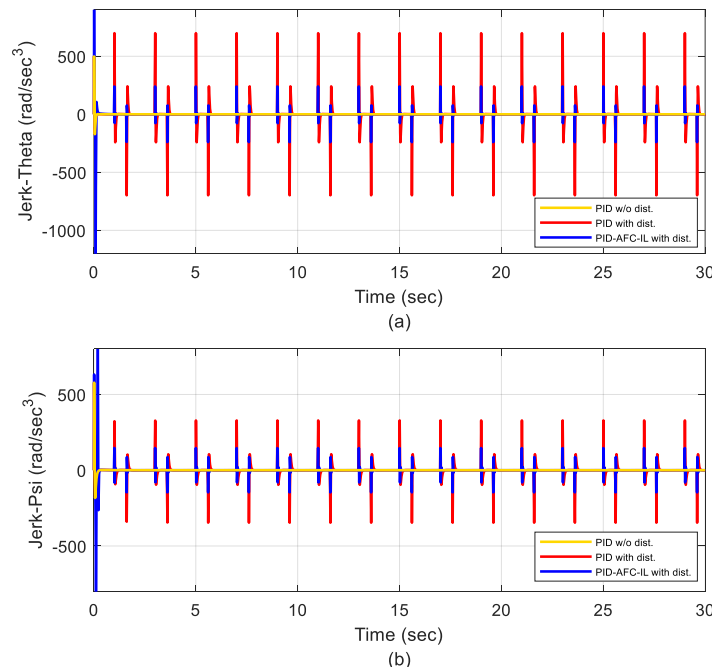 Jerk-Theta (rad/sec3)
500
0
-500
-1000
PID w/o dist.
PID with dist.
PID-AFC-IL with dist.
0 5 10 15 20 25 30
Time (sec)
(a)
Jerk-Psi (rad/sec3)
500
0
-500
PID w/o dist.
PID with dist.
PID-AFC-IL with dist.
0 5 10 15 20 25 30
Time (sec)
(b)